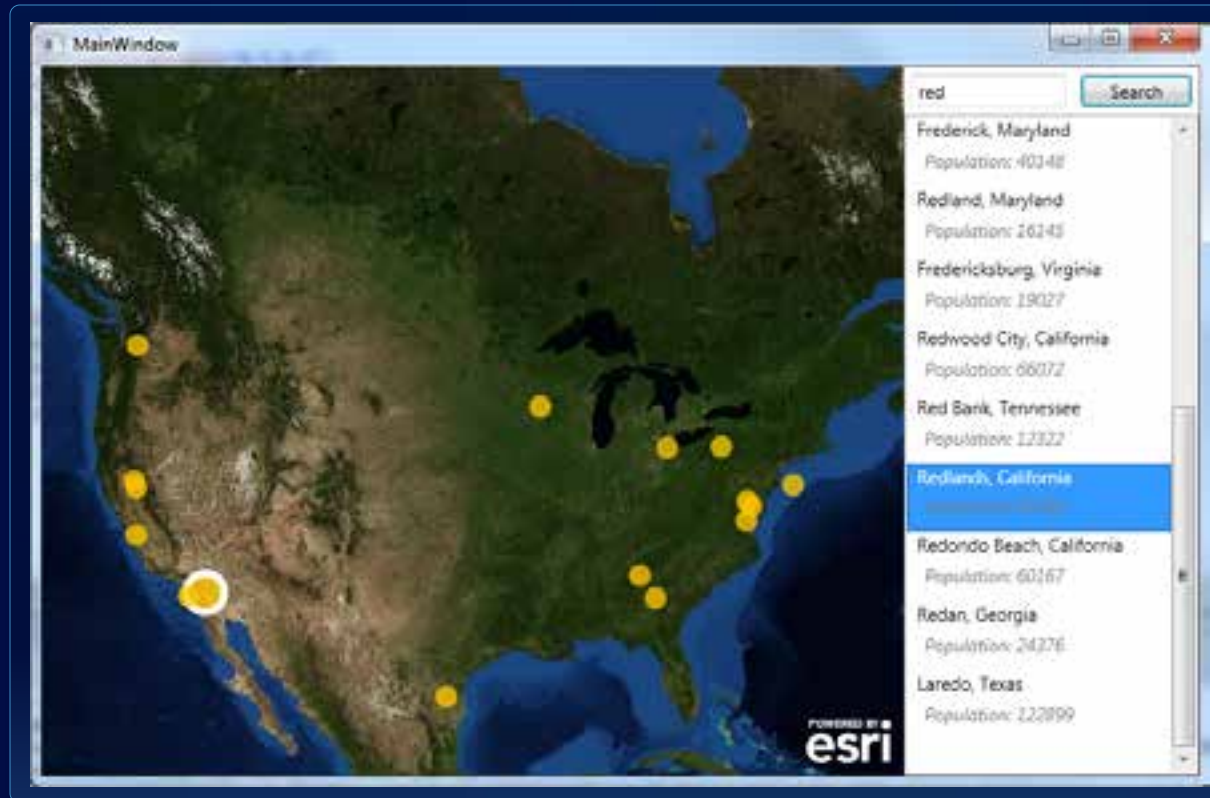 MainWindow
red
Search
Frederick, Maryland
Population: 40148
Redland, Maryland
Population: 16145
Fredericksburg, Virginia
Population: 19027
Redwood City, California
Population: 66072
Red Bank, Tennessee
Population: 12322
Redlands, California
Redondo Beach, California
Population: 60167
Redan, Georgia
Population: 24376
Laredo, Texas
Population: 122899
POWERED BY
esri